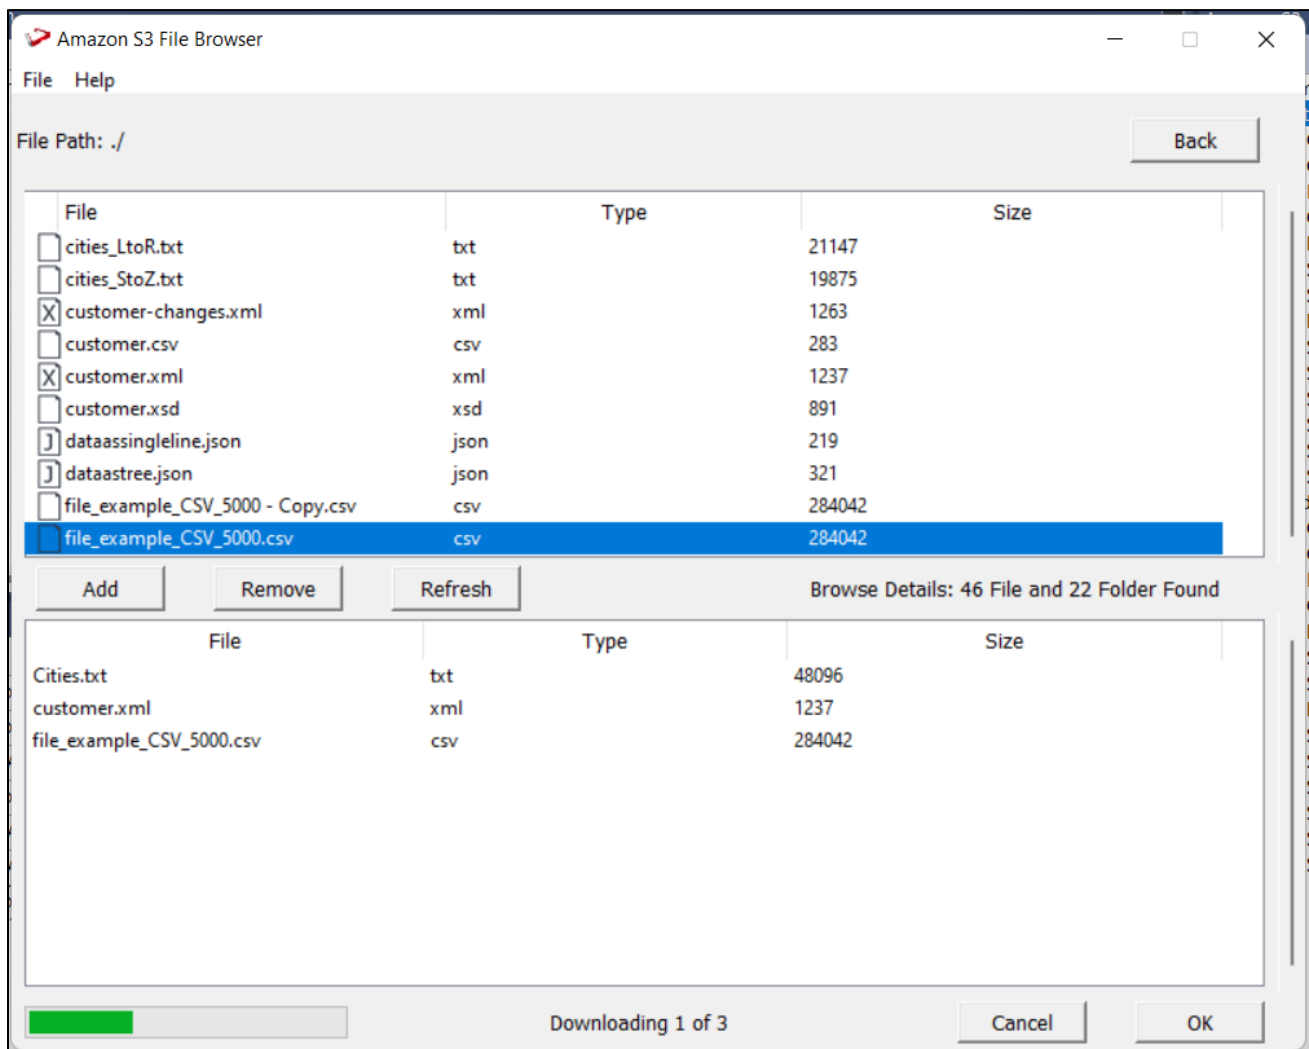 Amazon S3 File Browser
File Help
File Path: ./ Back
File Type Size
cities_LtoR.txt txt 21147
cities_StoZ.txt txt 19875
X customer-changes.xml xml 1263
customer.csv csv 283
X customer.xml xml 1237
customer.xsd xsd 891
J dataassingleline.json json 219
J dataastree.json json 321
file_example_CSV_5000 - Copy.csv csv 284042
file_example_CSV_5000.csv csv 284042
Add Remove Refresh Browse Details: 46 File and 22 Folder Found
File Type Size
Cities.txt txt 48096
customer.xml xml 1237
file_example_CSV_5000.csv csv 284042
Downloading 1 of 3 Cancel OK